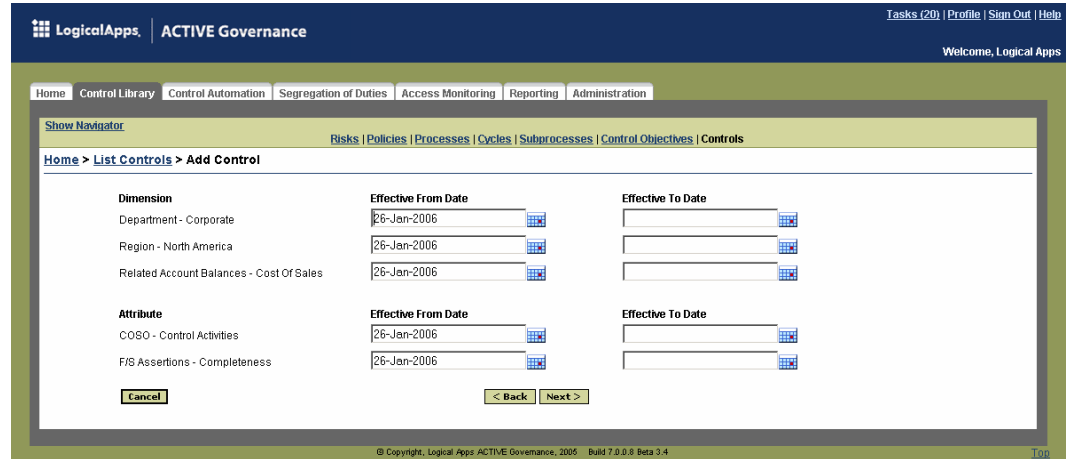 Tasks (20) | Profile | Sign Out | Help
LogicalApps. ACTIVE Governance
Welcome, Logical Apps
Home Control Library Control Automation Segregation of Duties Access Monitoring Reporting Administration
Show Navigator
Risks | Policies | Processes | Cycles | Subprocesses | Control Objectives | Controls
Home > List Controls > Add Control
Dimension Effective From Date Effective To Date
Department - Corporate 26-Jan-2006
Region - North America 26-Jan-2006
Related Account Balances - Cost Of Sales 26-Jan-2006
Attribute Effective From Date Effective To Date
COSO - Control Activities 26-Jan-2006
F/S Assertions - Completeness 26-Jan-2006
Cancel < Back Next >
© Copyright, Logical Apps ACTIVE Governance, 2005 Build 7.0.0.8 Beta 3.4 Top